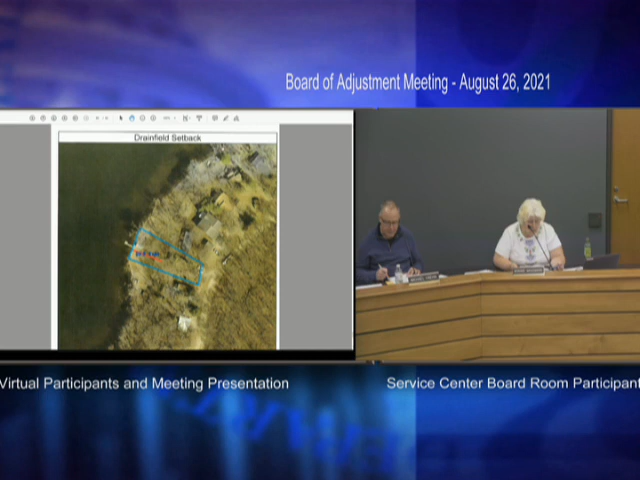 Board of Adjustment Meeting - August 26, 2021
Drainfield Setback
Virtual Participants and Meeting Presentation
Service Center Board Room Participant